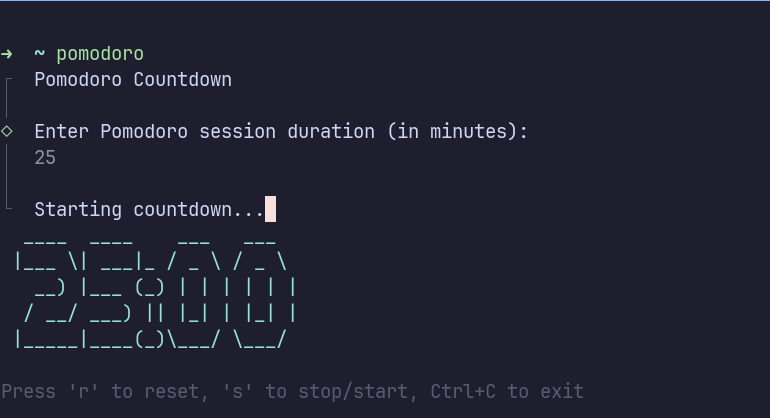 →  ~ pomodoro
┌  Pomodoro Countdown
│
◇  Enter Pomodoro session duration (in minutes):
│  25
│
└  Starting countdown...
  ____  ____    ___   ___
 |___ \| ___|_ / _ \ / _ \
   __) |___ (_) | | | | | |
  / __/ ___) || |_| | |_| |
 |_____|____(_)\___/ \___/
Press 'r' to reset, 's' to stop/start, Ctrl+C to exit